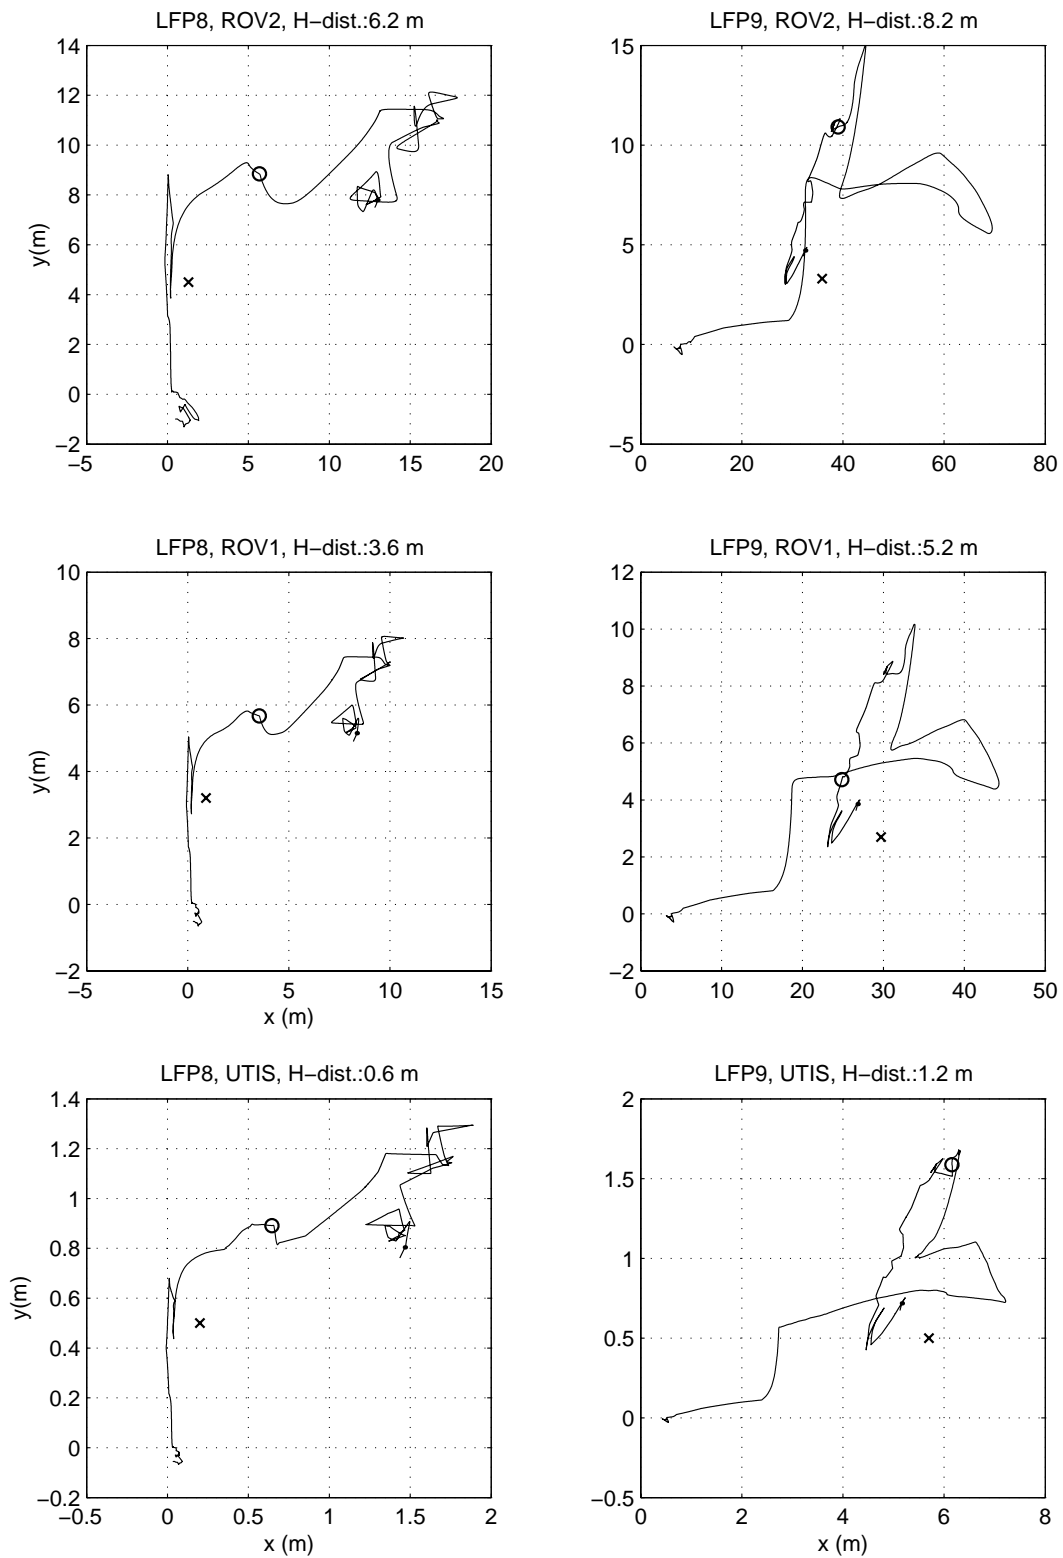 LFP8, ROV2, H−dist.:6.2 m
14
12
10
8
6
4
2
0
−2
y(m)
−5 0 5 10 15 20
LFP9, ROV2, H−dist.:8.2 m
15
10
5
0
−5
0 20 40 60 80
LFP8, ROV1, H−dist.:3.6 m
10
8
6
4
2
0
−2
y(m)
−5 0 5 10 15
x (m)
LFP9, ROV1, H−dist.:5.2 m
12
10
8
6
4
2
0
−2
0 10 20 30 40 50
LFP8, UTIS, H−dist.:0.6 m
1.4
1.2
1
0.8
0.6
0.4
0.2
0
−0.2
y(m)
−0.5 0 0.5 1 1.5 2
x (m)
LFP9, UTIS, H−dist.:1.2 m
2
1.5
1
0.5
0
−0.5
0 2 4 6 8
x (m)